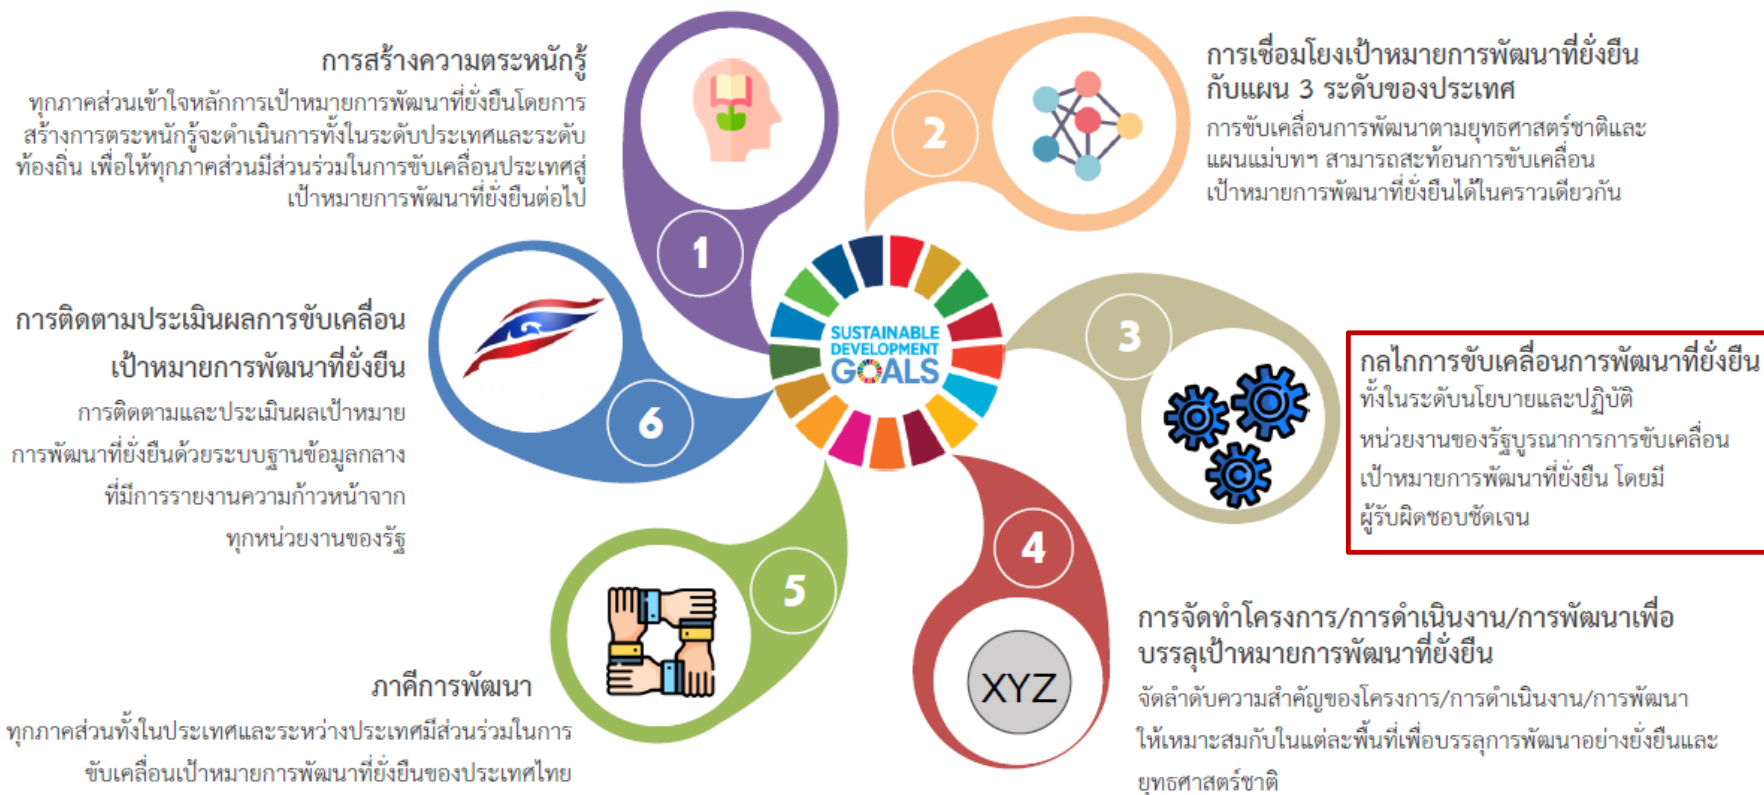 การสร้างความตระหนักรู้
ทุกภาคส่วนเข้าใจหลักการเป้าหมายการพัฒนาที่ยั่งยืนโดยการ
สร้างการตระหนักรู้จะดำเนินการทั้งในระดับประเทศและระดับ
ท้องถิ่น เพื่อให้ทุกภาคส่วนมีส่วนร่วมในการขับเคลื่อนประเทศสู่
เป้าหมายการพัฒนาที่ยั่งยืนต่อไป
1
2
การเชื่อมโยงเป้าหมายการพัฒนาที่ยั่งยืน
กับแผน 3 ระดับของประเทศ
การขับเคลื่อนการพัฒนาตามยุทธศาสตร์ชาติและ
แผนแม่บทฯ สามารถสะท้อนการขับเคลื่อน
เป้าหมายการพัฒนาที่ยั่งยืนได้ในคราวเดียวกัน
3
กลไกการขับเคลื่อนการพัฒนาที่ยั่งยืน
ทั้งในระดับนโยบายและปฏิบัติ
หน่วยงานของรัฐบูรณาการการขับเคลื่อน
เป้าหมายการพัฒนาที่ยั่งยืน โดยมี
ผู้รับผิดชอบชัดเจน
SUSTAINABLE
DEVELOPMENT
GOALS
4
XYZ
การจัดทำโครงการ/การดำเนินงาน/การพัฒนาเพื่อ
บรรลุเป้าหมายการพัฒนาที่ยั่งยืน
จัดลำดับความสำคัญของโครงการ/การดำเนินงาน/การพัฒนา
ให้เหมาะสมกับในแต่ละพื้นที่เพื่อบรรลุการพัฒนาอย่างยั่งยืนและ
ยุทธศาสตร์ชาติ
5
ภาคีการพัฒนา
ทุกภาคส่วนทั้งในประเทศและระหว่างประเทศมีส่วนร่วมในการ
ขับเคลื่อนเป้าหมายการพัฒนาที่ยั่งยืนของประเทศไทย
6
การติดตามประเมินผลการขับเคลื่อน
เป้าหมายการพัฒนาที่ยั่งยืน
การติดตามและประเมินผลเป้าหมาย
การพัฒนาที่ยั่งยืนด้วยระบบฐานข้อมูลกลาง
ที่มีการรายงานความก้าวหน้าจาก
ทุกหน่วยงานของรัฐ